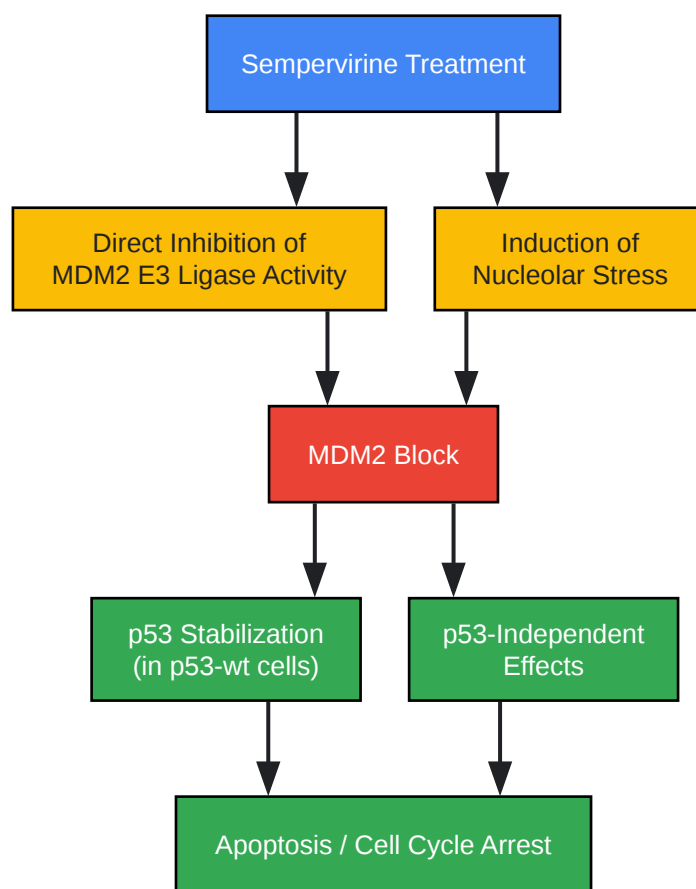 Sempervirine Treatment
Direct Inhibition of
MDM2 E3 Ligase Activity
Induction of
Nucleolar Stress
MDM2 Block
p53 Stabilization
(in p53-wt cells)
p53-Independent
Effects
Apoptosis / Cell Cycle Arrest